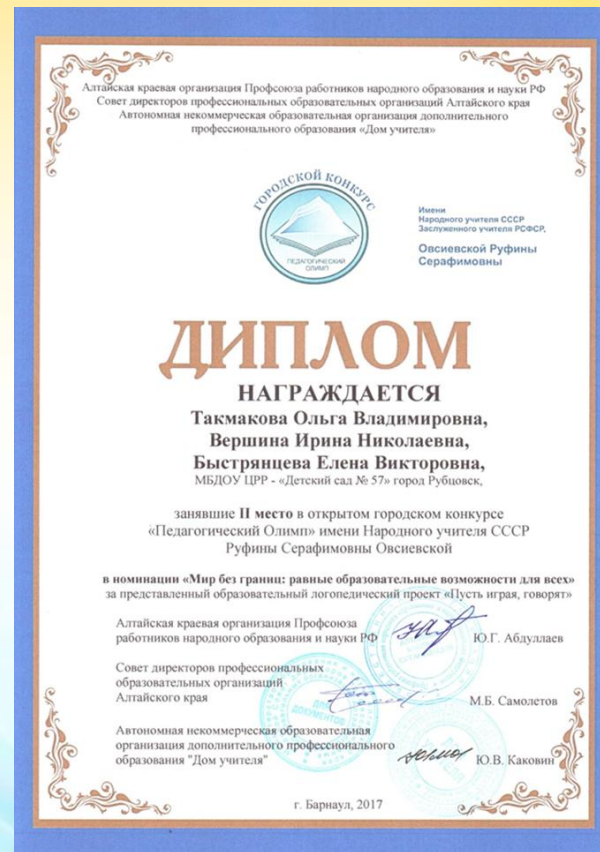 Алтайская краевая организация Профсоюза работников народного образования и науки РФ
Совет директоров профессиональных образовательных организаций Алтайского края
Автономная некоммерческая образовательная организация дополнительного
профессионального образования «Дом учителя»
ГОРОДСКОЙ КОНКУРС
ПЕДАГОГИЧЕСКИЙ
ОЛИМП
Имени
Народного учителя СССР
Заслуженного учителя РСФСР,
Овсиевской Руфины
Серафимовны
ДИПЛОМ
НАГРАЖДАЕТСЯ
Такмакова Ольга Владимировна,
Вершина Ирина Николаевна,
Быстрянцева Елена Викторовна,
МБДОУ ЦРР - «Детский сад № 57» город Рубцовск,
занявшие II место в открытом городском конкурсе
«Педагогический Олимп» имени Народного учителя СССР
Руфины Серафимовны Овсиевской
в номинации «Мир без границ: равные образовательные возможности для всех»
за представленный образовательный логопедический проект «Пусть играя, говорят»
Алтайская краевая организация Профсоюза
работников народного образования и науки РФ
Ю.Г. Абдуллаев
Совет директоров профессиональных
образовательных организаций
Алтайского края
М.Б. Самолетов
Автономная некоммерческая образовательная
организация дополнительного профессионального
образования "Дом учителя"
Ю.В. Каковин
ДЛЯ
ДОКУМЕНТОВ
г. Барнаул, 2017